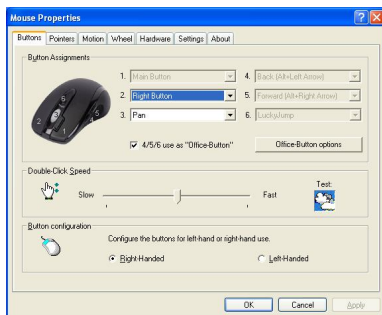 Mouse Properties
Buttons Pointers Motion Wheel Hardware Settings About
Button Assignments
1. Main Button 4. Back (Alt+Left Arrow)
2. Right Button 5. Forward (Alt+Right Arrow)
3. Pan 6. LuckyJump
4/5/6 use as "Office-Button" Office-Button options
Double-Click Speed
Slow Fast Test:
Button configuration
Configure the buttons for left-hand or right-hand use.
Right-Handed Left-Handed
OK Cancel Apply